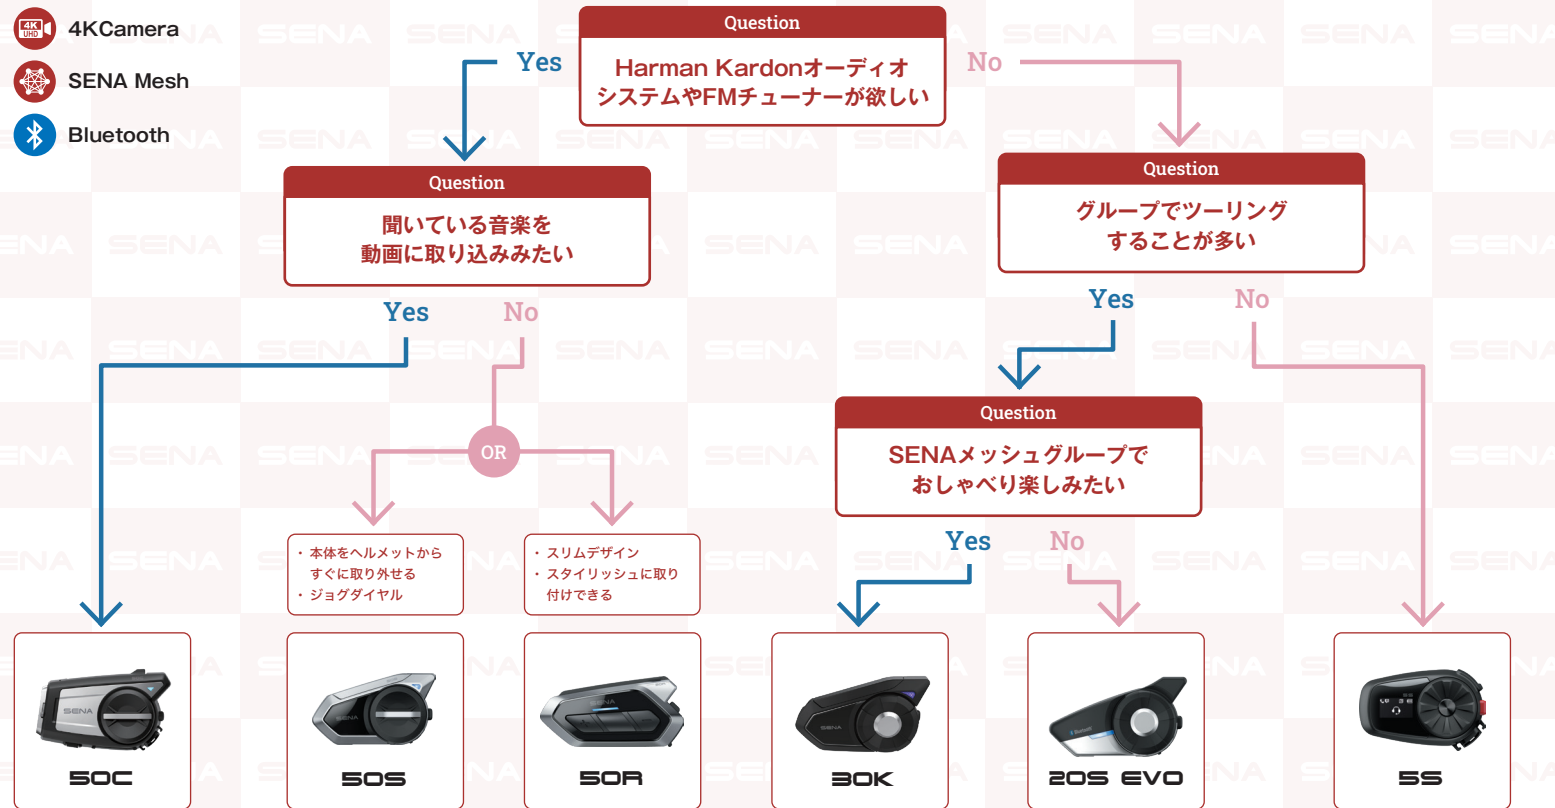 4K
UHD
4KCamera
SENA Mesh
Bluetooth
Question
Harman Kardonオーディオ
システムやFMチューナーが欲しい
Yes
No
Question
聞いている音楽を
動画に取り込みみたい
Yes
No
Question
グループでツーリング
することが多い
Yes
No
OR
Question
SENAメッシュグループで
おしゃべり楽しみたい
Yes
No
・本体をヘルメットから
すぐに取り外せる
・ジョグダイヤル
・スリムデザイン
・スタイリッシュに取り
付けできる
SENA
50C
SENA
50S
SENA
50R
SENA
30K
Bluetooth
20S EVO
5S